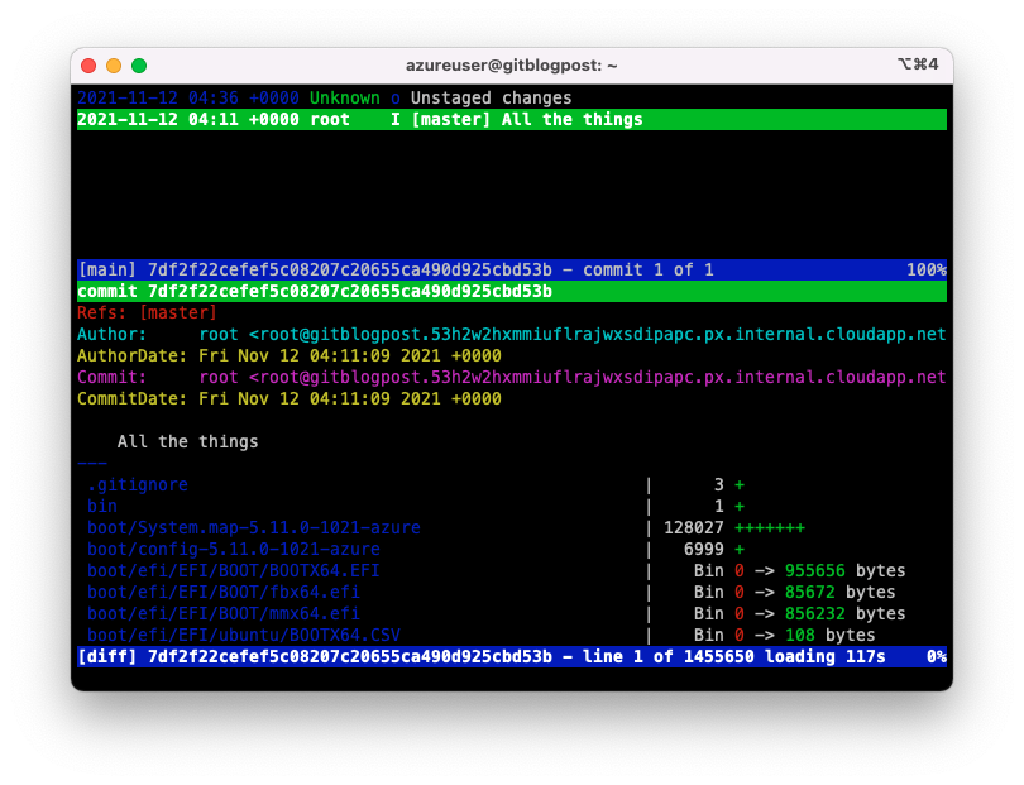 azureuser@gitblogpost: ~ ⌥⌘4
2021-11-12 04:36 +0000 Unknown o Unstaged changes
2021-11-12 04:11 +0000 root    I [master] All the things
[main] 7df2f22cefef5c08207c20655ca490d925cbd53b - commit 1 of 1 100%
commit 7df2f22cefef5c08207c20655ca490d925cbd53b
Refs: [master]
Author:     root <root@gitblogpost.53h2w2hxmmiuflrajwxsdipapc.px.internal.cloudapp.net
AuthorDate: Fri Nov 12 04:11:09 2021 +0000
Commit:     root <root@gitblogpost.53h2w2hxmmiuflrajwxsdipapc.px.internal.cloudapp.net
CommitDate: Fri Nov 12 04:11:09 2021 +0000
    All the things
---
 .gitignore | 3 +
 bin | 1 +
 boot/System.map-5.11.0-1021-azure | 128027 +++++++
 boot/config-5.11.0-1021-azure | 6999 +
 boot/efi/EFI/BOOT/BOOTX64.EFI | Bin 0 -> 955656 bytes
 boot/efi/EFI/BOOT/fbx64.efi | Bin 0 -> 85672 bytes
 boot/efi/EFI/BOOT/mmx64.efi | Bin 0 -> 856232 bytes
 boot/efi/EFI/ubuntu/BOOTX64.CSV | Bin 0 -> 108 bytes
[diff] 7df2f22cefef5c08207c20655ca490d925cbd53b - line 1 of 1455650 loading 117s 0%